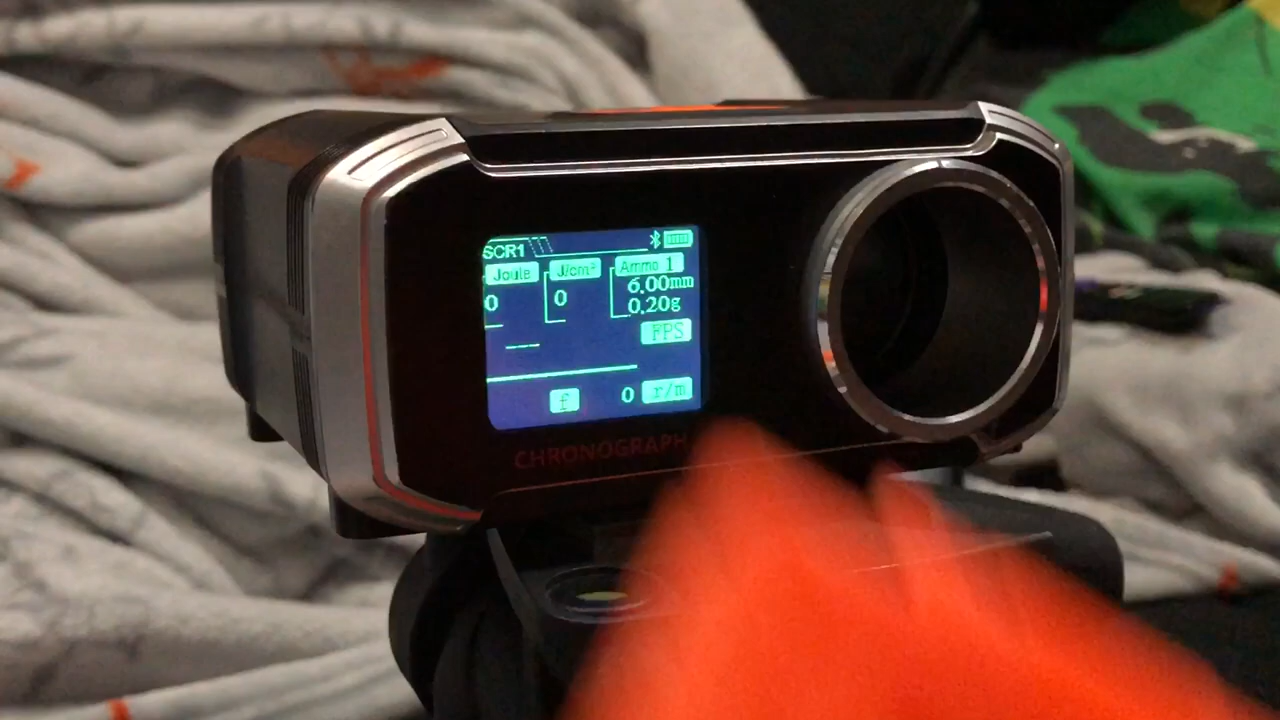 SCR1
Joule J/cm² Ammo 1
0 0 6.00mm
0.20g
FPS
---
f 0 r/m
CHRONOGRAPH